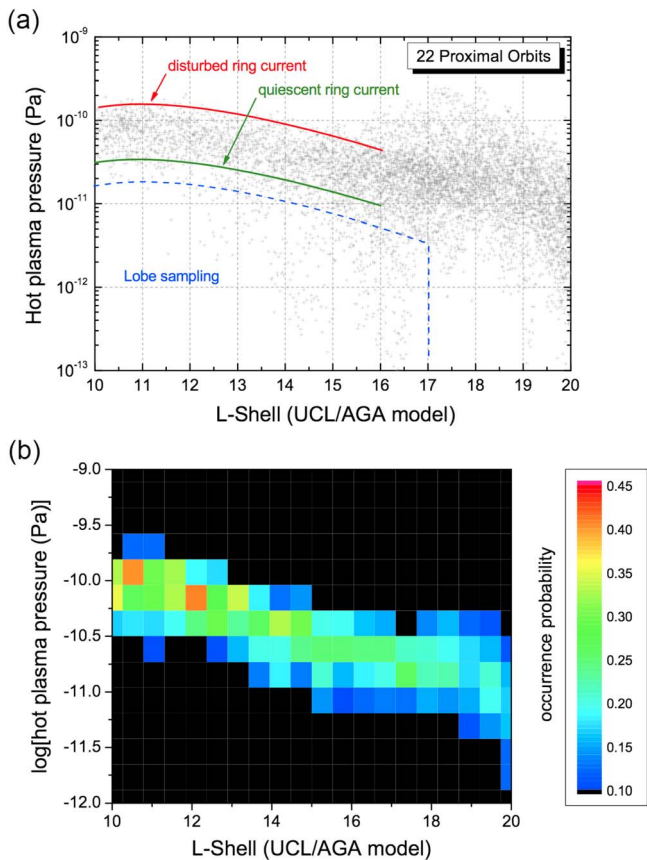 (a)
22 Proximal Orbits
disturbed ring current
quiescent ring current
Lobe sampling
Hot plasma pressure (Pa)
10⁻⁹
10⁻¹⁰
10⁻¹¹
10⁻¹²
10⁻¹³
10 11 12 13 14 15 16 17 18 19 20
L-Shell (UCL/AGA model)
(b)
log[hot plasma pressure (Pa)]
-9.0
-9.5
-10.0
-10.5
-11.0
-11.5
-12.0
10 12 14 16 18 20
L-Shell (UCL/AGA model)
occurrence probability
0.45
0.40
0.35
0.30
0.25
0.20
0.15
0.10